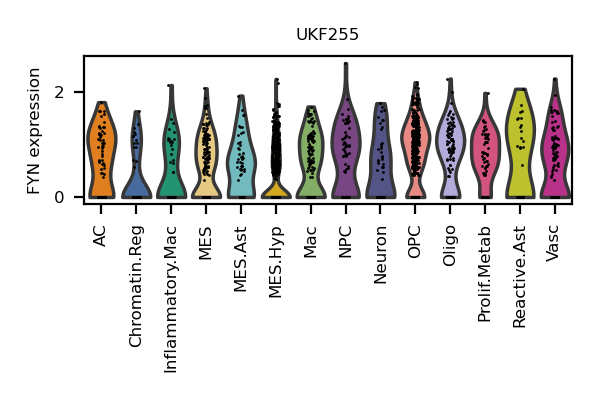 UKF255
FYN expression
2
0
AC
Chromatin.Reg
Inflammatory.Mac
MES
MES.Ast
MES.Hyp
Mac
NPC
Neuron
OPC
Oligo
Prolif.Metab
Reactive.Ast
Vasc